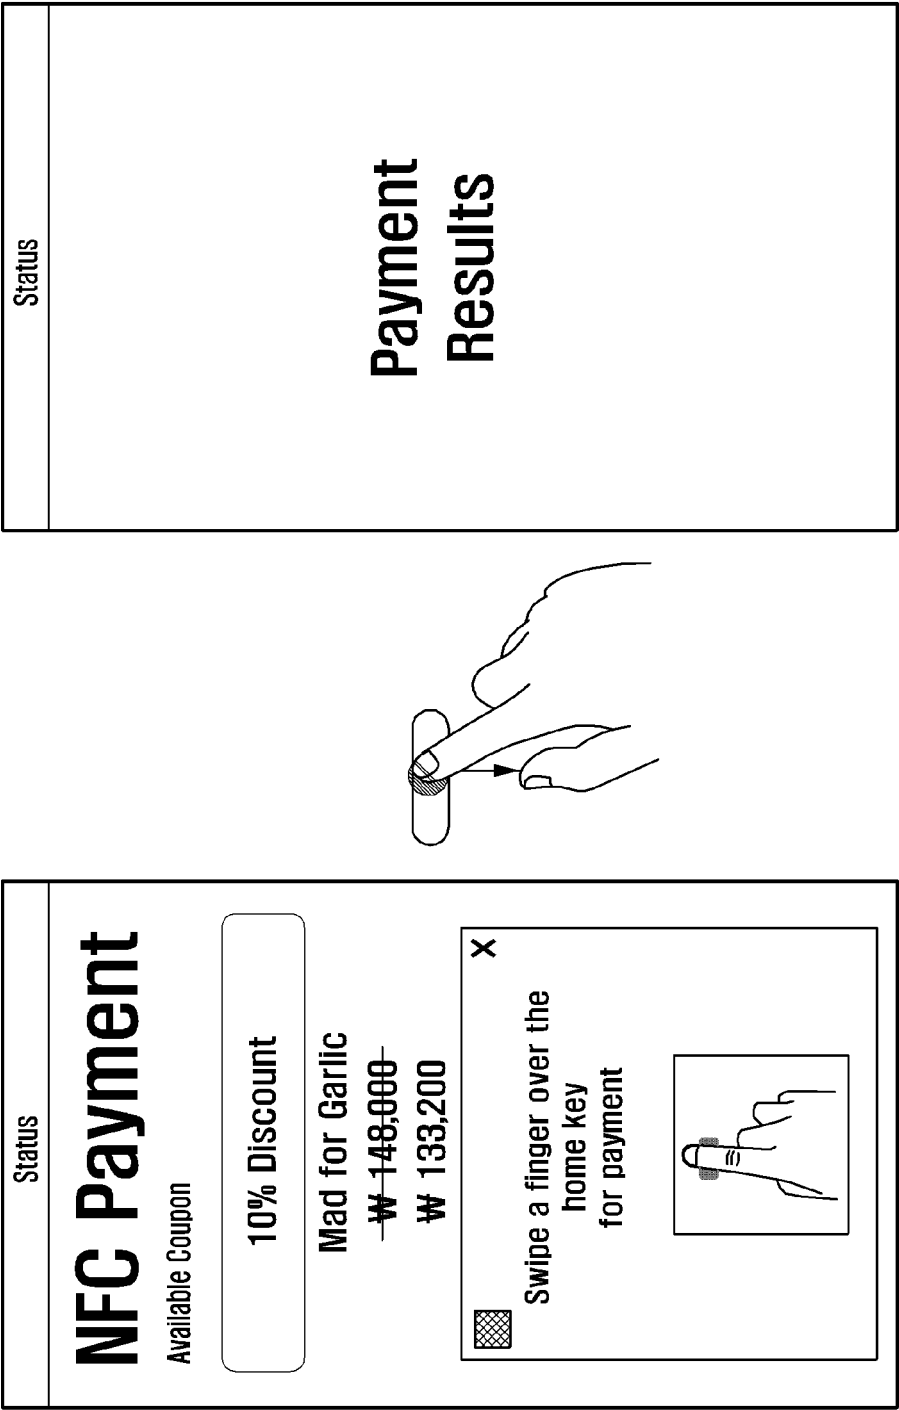 Status
NFC Payment
Available Coupon
10% Discount
Mad for Garlic
₩ 148,000
₩ 133,200
X
Swipe a finger over the
home key
for payment
Status
Payment
Results